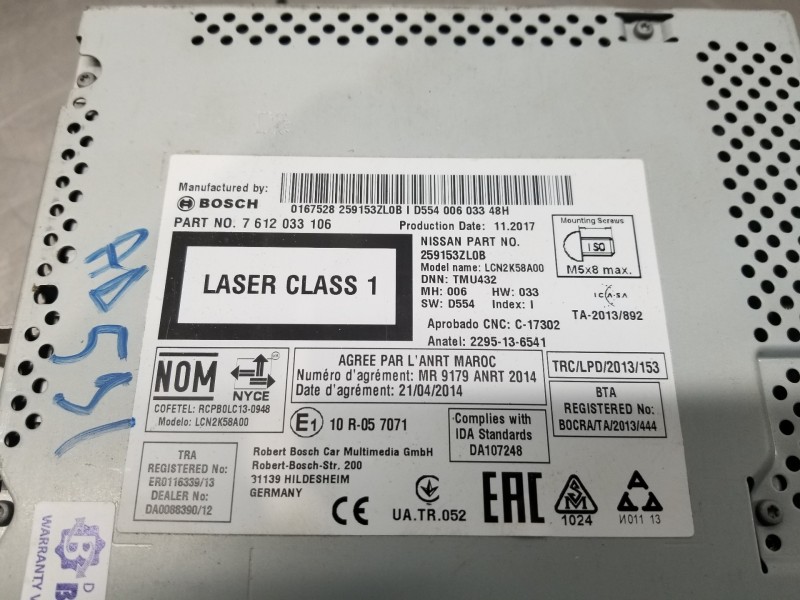 Manufactured by:
BOSCH
0167528 259153ZL0B I D554 006 033 48H
PART NO. 7 612 033 106
Production Date: 11.2017
LASER CLASS 1
NISSAN PART NO.
259153ZL0B
Model name: LCN2K58A00
DNN: TMU432
MH: 006 HW: 033
SW: D554 Index: I
Aprobado CNC: C-17302
Anatel: 2295-13-6541
Mounting Screws
ISO
M5x8 max.
ICASA
TA-2013/892
NOM
NYCE
COFETEL: RCPB0LC13-0948
Modelo: LCN2K58A00
AGREE PAR L'ANRT MAROC
Numéro d'agrément: MR 9179 ANRT 2014
Date d'agrément: 21/04/2014
TRC/LPD/2013/153
BTA
REGISTERED No:
BOCRA/TA/2013/444
E1 10 R-05 7071
Complies with
IDA Standards
DA107248
TRA
REGISTERED No:
ER0116339/13
DEALER No:
DA0088390/12
Robert Bosch Car Multimedia GmbH
Robert-Bosch-Str. 200
31139 HILDESHEIM
GERMANY
CE
UA.TR.052
EAC
1024
И011 13
AD551
WARRANTY V
D
B